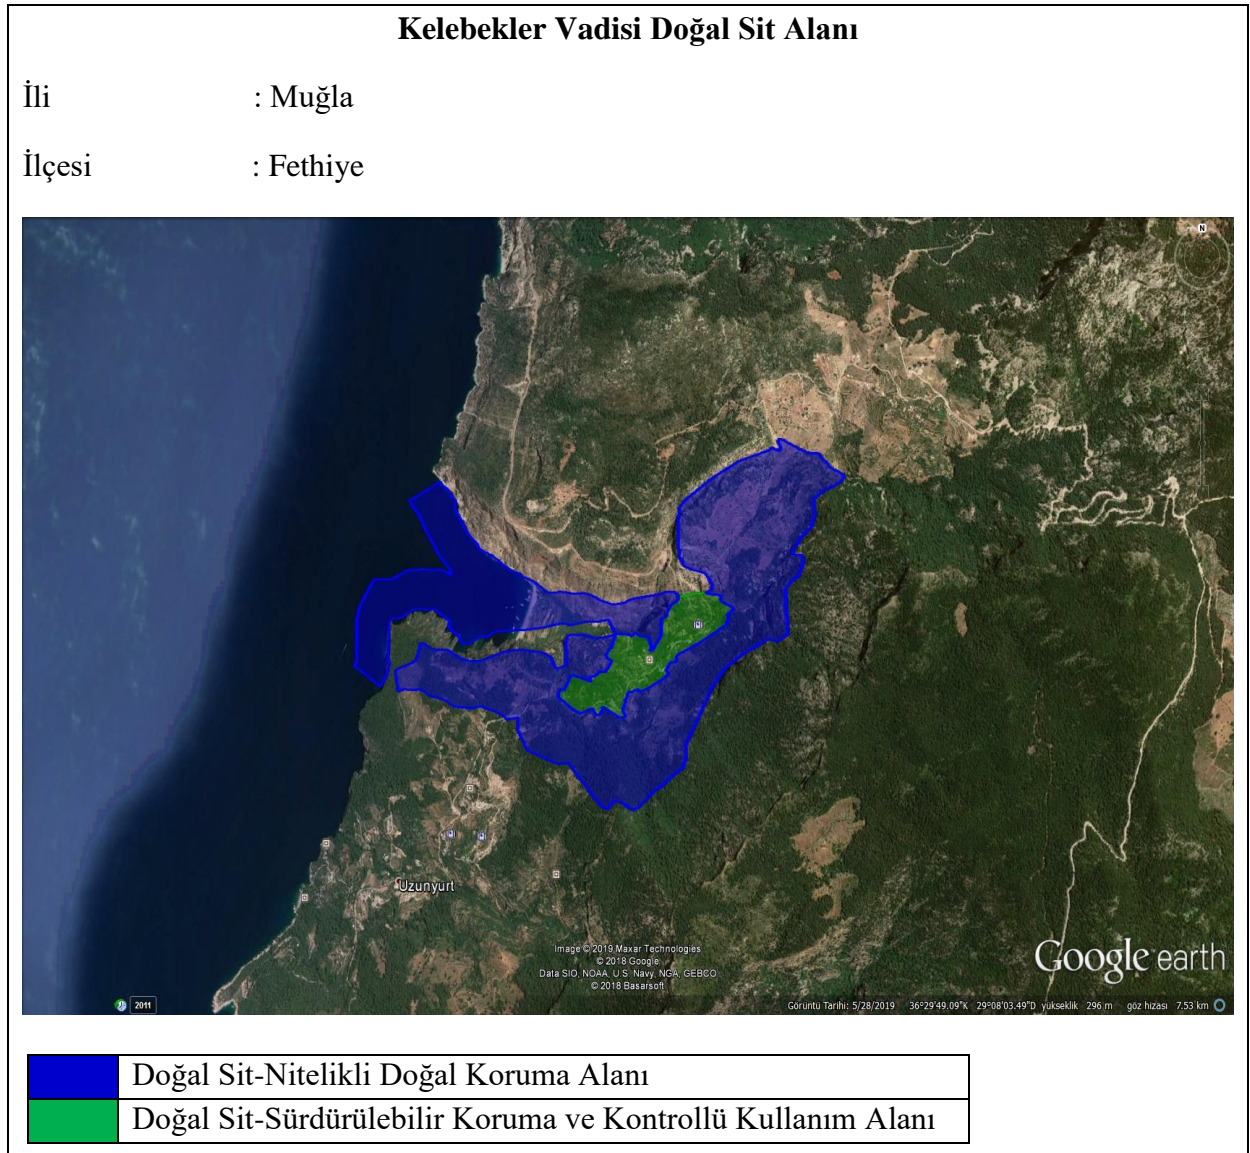 Kelebekler Vadisi Doğal Sit Alanı
İli : Muğla
İlçesi : Fethiye
N
Uzunyurt
Image © 2019 Maxar Technologies
© 2018 Google
Data SIO, NOAA, U.S. Navy, NGA, GEBCO
© 2018 Basarsoft
Google earth
2011
Görüntü Tarihi: 5/28/2019 36°29'49.09"K 29°08'03.49"D yükseklik 296 m göz hizası 7.53 km
Doğal Sit-Nitelikli Doğal Koruma Alanı
Doğal Sit-Sürdürülebilir Koruma ve Kontrollü Kullanım Alanı